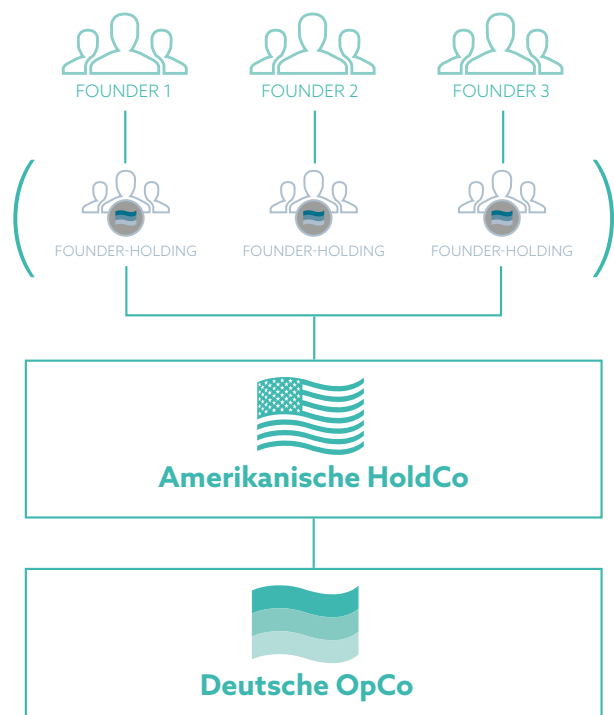 FOUNDER 1
FOUNDER 2
FOUNDER 3
FOUNDER-HOLDING
FOUNDER-HOLDING
FOUNDER-HOLDING
Amerikanische HoldCo
Deutsche OpCo